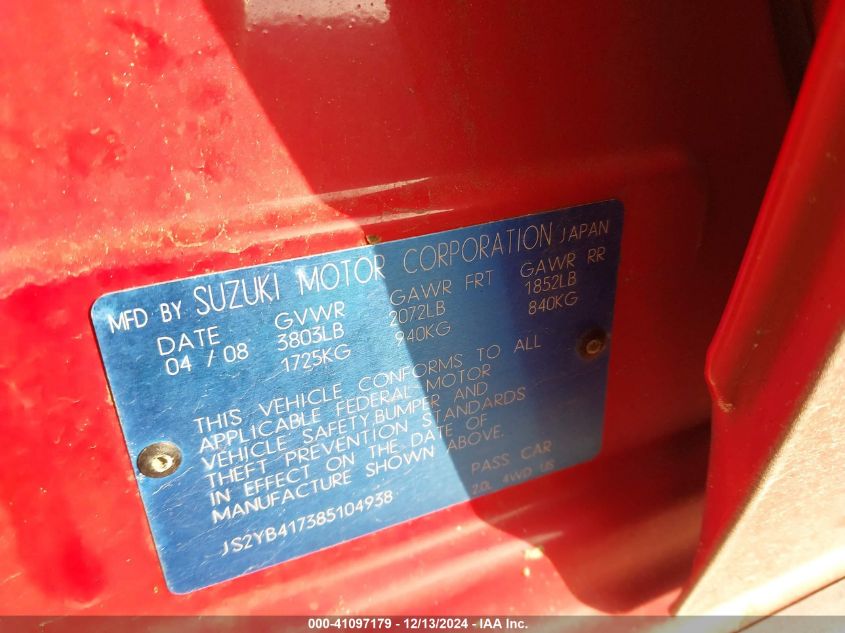 MFD BY SUZUKI MOTOR CORPORATION JAPAN
DATE GVWR GAWR FRT GAWR RR
04 / 08 3803LB 2072LB 1852LB
1725KG 940KG 840KG
THIS VEHICLE CONFORMS TO ALL
APPLICABLE FEDERAL MOTOR
VEHICLE SAFETY,BUMPER AND
THEFT PREVENTION STANDARDS
IN EFFECT ON THE DATE OF
MANUFACTURE SHOWN ABOVE.
JS2YB417385104938
PASS CAR
2.0L 4WD US
000-41097179 - 12/13/2024 - IAA Inc.